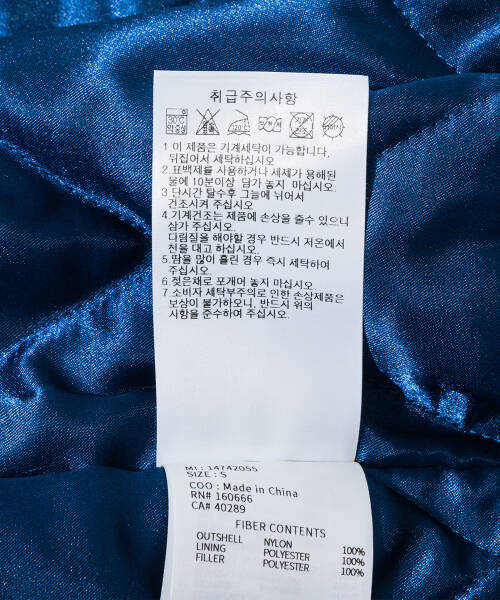 취급주의사항
30℃
약중성
1.이 제품은 기계세탁이 가능합니다.
뒤집어서 세탁하십시오
2.표백제를 사용하거나 세제가 용해된
물에 10분이상 담가 놓지 마십시오.
3.단시간 탈수후 그늘에 뉘어서
건조시켜 주십시오
4.기계건조는 제품에 손상을 줄수 있으니
삼가 주십시오.
다림질을 해야할 경우 반드시 저온에서
천을 대고 하십시오
5.땀을 많이 흘린 경우 즉시 세탁하여
주십시오.
6.젖은채로 포개어 놓지 마십시오.
7.소비자 세탁부주의로 인한 손상제품은
보상이 불가하오니, 반드시 위의
사항을 준수하여 주십시오.
M#: 14742055
SIZE: S
COO : Made in China
RN# 160666
CA# 40289
FIBER CONTENTS
OUTSHELL NYLON 100%
LINING POLYESTER 100%
FILLER POLYESTER 100%